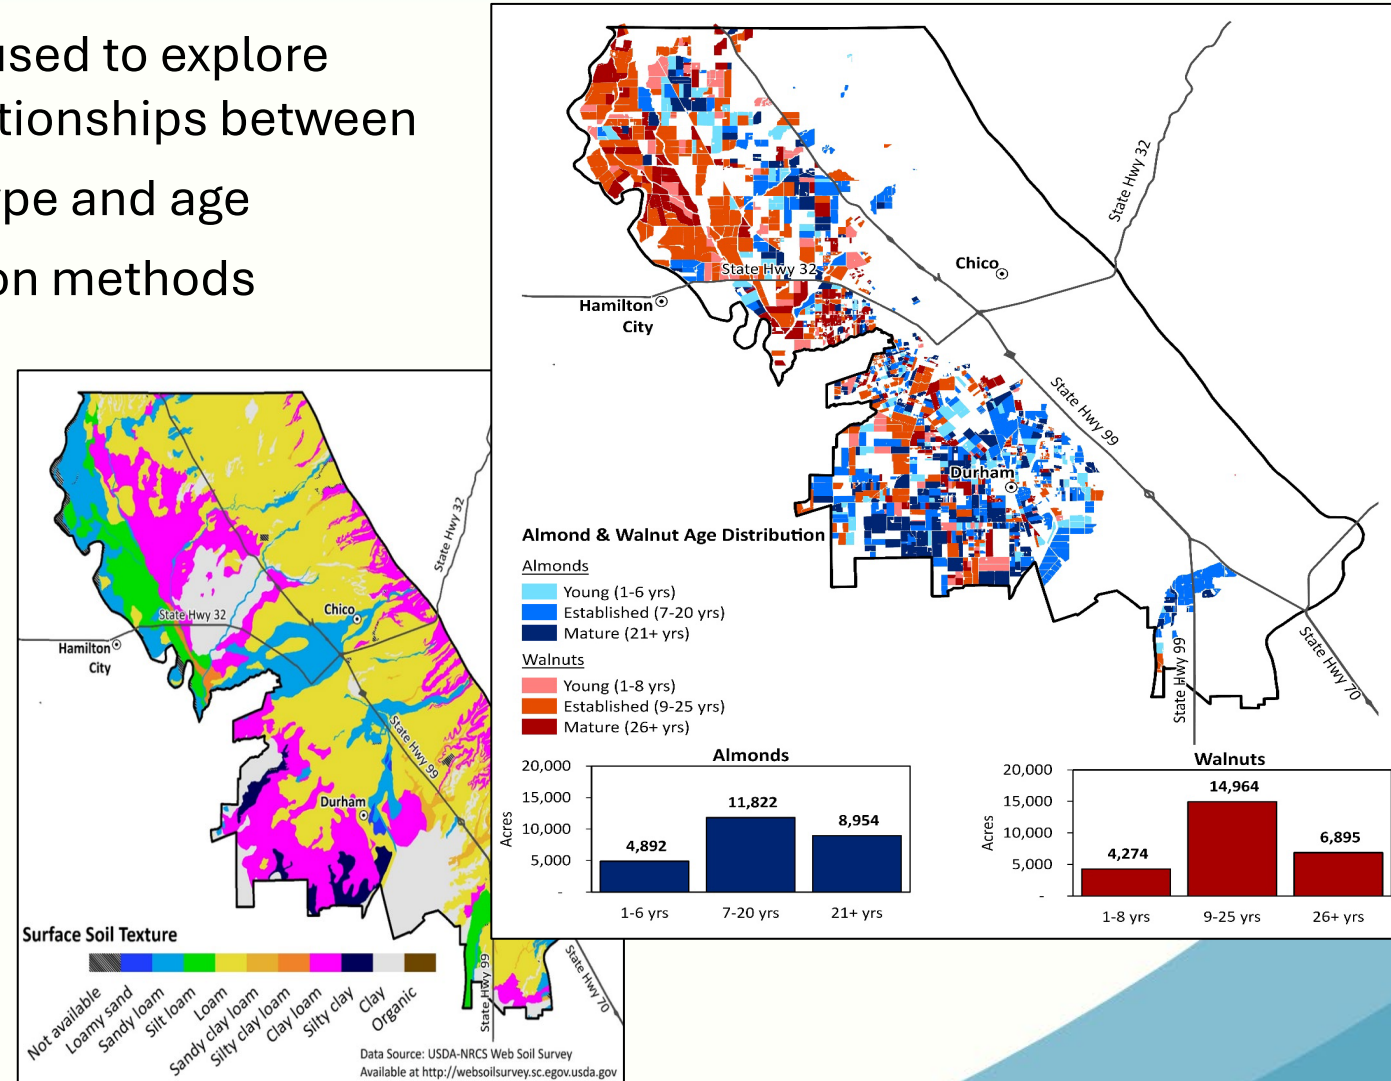 used to explore
tionships between
ype and age
on methods
State Hwy 32
Chico
State Hwy 32
Hamilton
City
State Hwy 99
Durham
Almond & Walnut Age Distribution
Almonds
Young (1-6 yrs)
Established (7-20 yrs)
Mature (21+ yrs)
Walnuts
Young (1-8 yrs)
Established (9-25 yrs)
Mature (26+ yrs)
State Hwy 99
State Hwy 70
Almonds
20,000
15,000
10,000
5,000
-
Acres
4,892
11,822
8,954
1-6 yrs
7-20 yrs
21+ yrs
Walnuts
20,000
15,000
10,000
5,000
-
Acres
4,274
14,964
6,895
1-8 yrs
9-25 yrs
26+ yrs
State Hwy 32
State Hwy 32
Chico
Hamilton
City
State Hwy 99
Durham
Surface Soil Texture
Not available
Loamy sand
Sandy loam
Silt loam
Loam
Sandy clay loam
Silty clay loam
Clay loam
Silty clay
Clay
Organic
State Hwy 99
State Hwy 70
Data Source: USDA-NRCS Web Soil Survey
Available at http://websoilsurvey.sc.egov.usda.gov